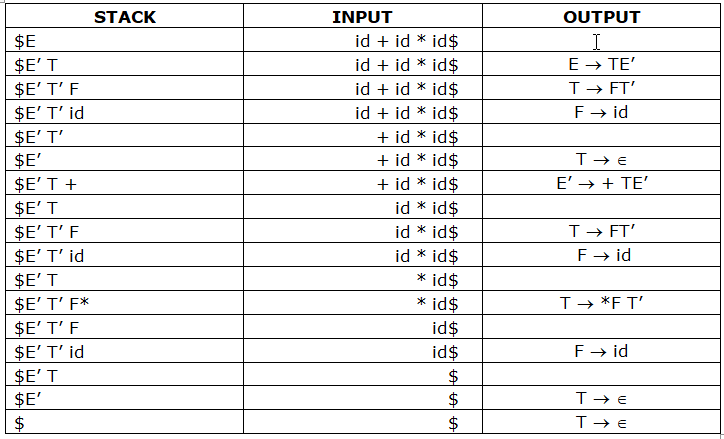 STACK INPUT OUTPUT
$E id + id * id$
$E’ T id + id * id$ E → TE’
$E’ T’ F id + id * id$ T → FT’
$E’ T’ id id + id * id$ F → id
$E’ T’ + id * id$
$E’ + id * id$ T → ϵ
$E’ T + + id * id$ E’ → + TE’
$E’ T id * id$
$E’ T’ F id * id$ T → FT’
$E’ T’ id id * id$ F → id
$E’ T * id$
$E’ T’ F* * id$ T → *F T’
$E’ T’ F id$
$E’ T’ id id$ F → id
$E’ T $
$E’ $ T → ϵ
$ $ T → ϵ